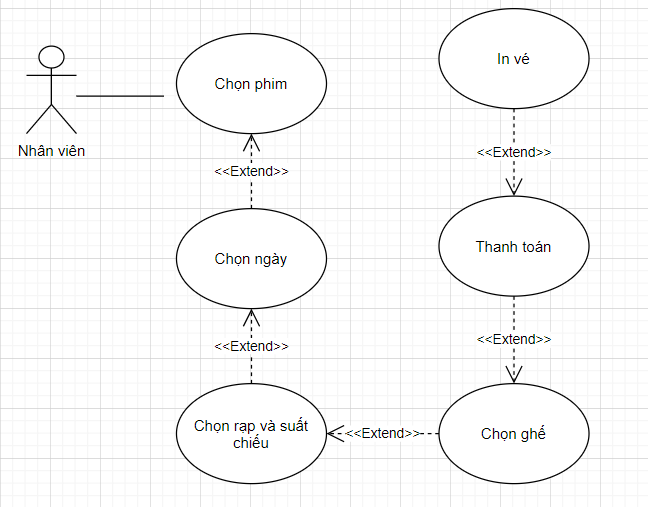 In vé
Chọn phim
Nhân viên
<<Extend>>
<<Extend>>
Chọn ngày
Thanh toán
<<Extend>>
<<Extend>>
Chọn rạp và suất
chiếu
<<Extend>>
Chọn ghế